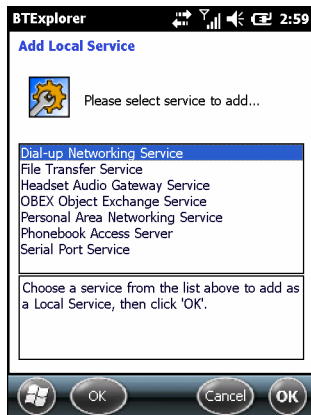 BTExplorer 2:59
Add Local Service
Please select service to add...
Dial-up Networking Service
File Transfer Service
Headset Audio Gateway Service
OBEX Object Exchange Service
Personal Area Networking Service
Phonebook Access Server
Serial Port Service
Choose a service from the list above to add as
a Local Service, then click 'OK'.
OK Cancel OK